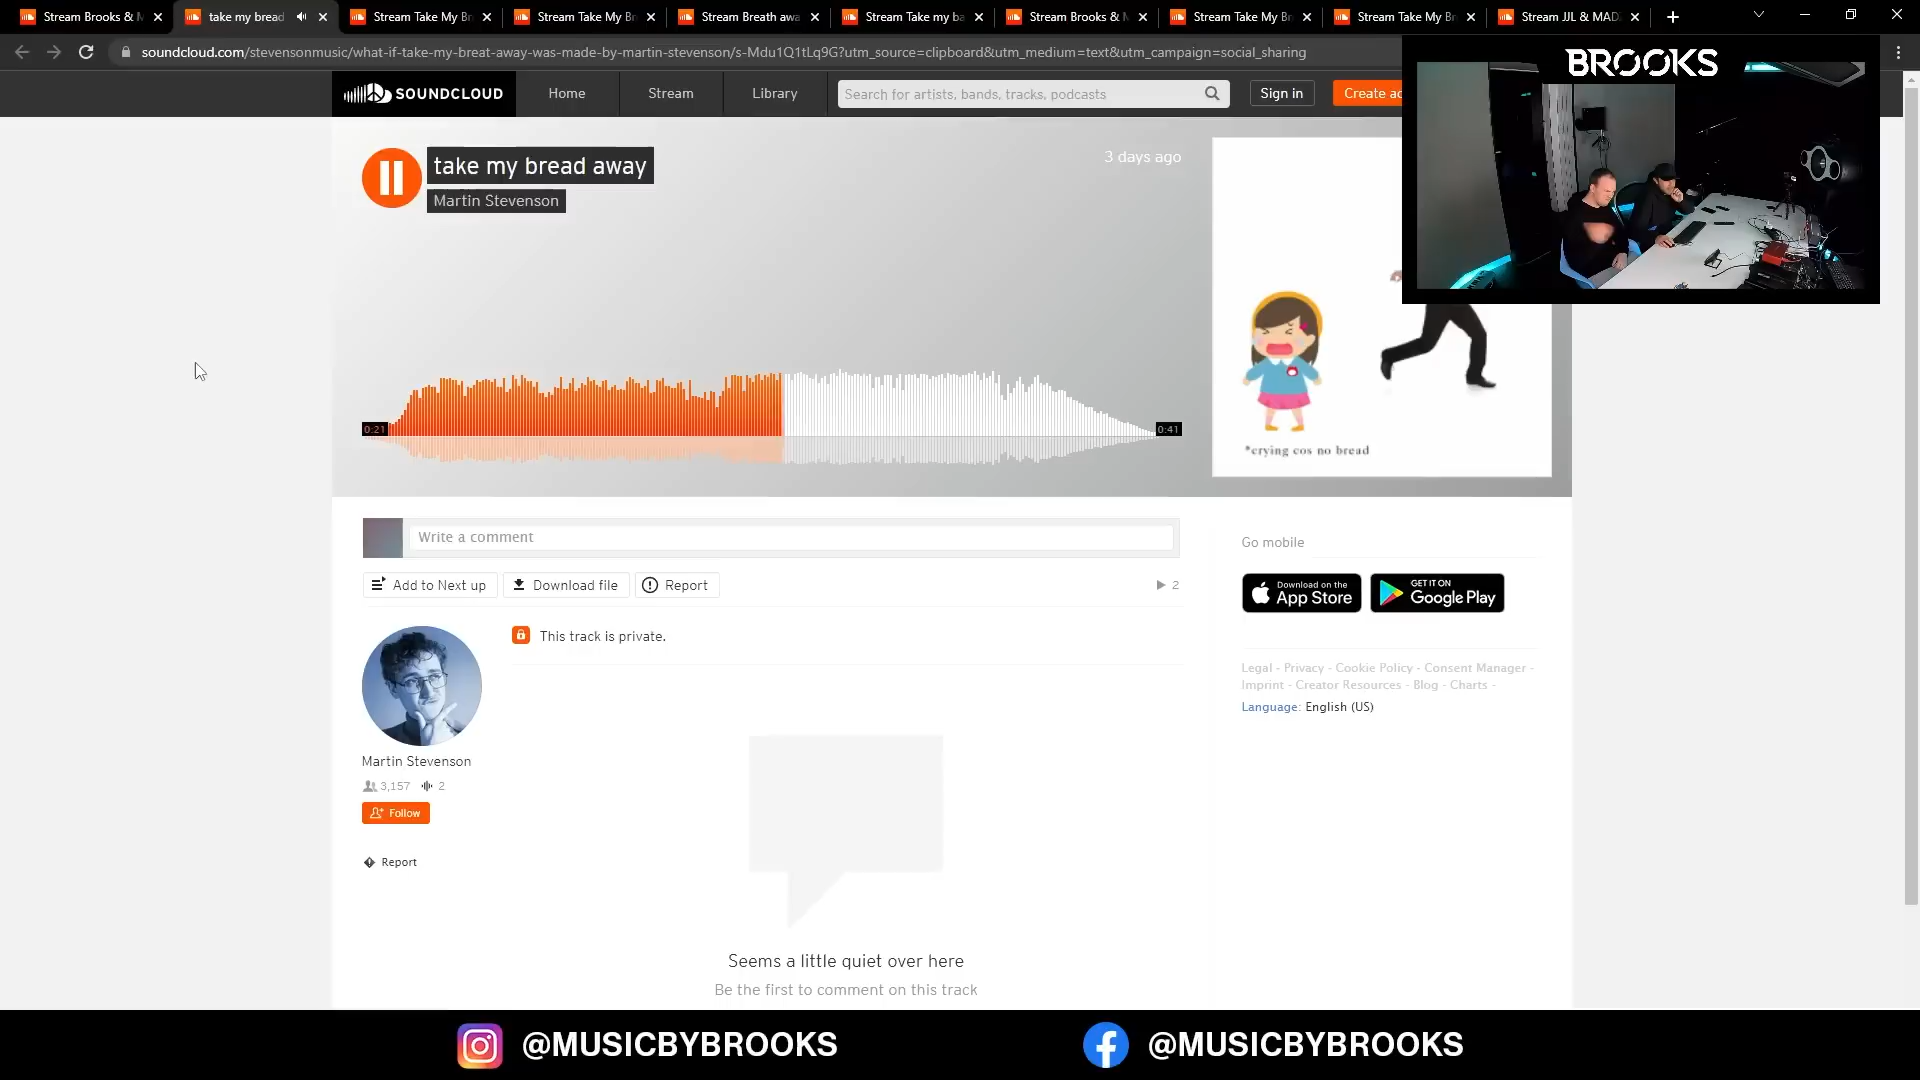 Stream Brooks & M
take my bread
Stream Take My Br
Stream Take My Br
Stream Breath awa
Stream Take my ba
Stream Brooks & M
Stream Take My Br
Stream Take My Br
Stream JJL & MAD
soundcloud.com/stevensonmusic/what-if-take-my-breat-away-was-made-by-martin-stevenson/s-Mdu1Q1tLq9G?utm_source=clipboard&utm_medium=text&utm_campaign=social_sharing
BROOKS
SOUNDCLOUD
Home
Stream
Library
Search for artists, bands, tracks, podcasts
Sign in
Create ac
take my bread away
Martin Stevenson
3 days ago
0:21
0:41
*crying cos no bread
Write a comment
Add to Next up
Download file
Report
2
This track is private.
Martin Stevenson
3,157
2
Follow
Report
Seems a little quiet over here
Be the first to comment on this track
Go mobile
Download on the
App Store
GET IT ON
Google Play
Legal - Privacy - Cookie Policy - Consent Manager -
Imprint - Creator Resources - Blog - Charts -
Language: English (US)
@MUSICBYBROOKS
@MUSICBYBROOKS